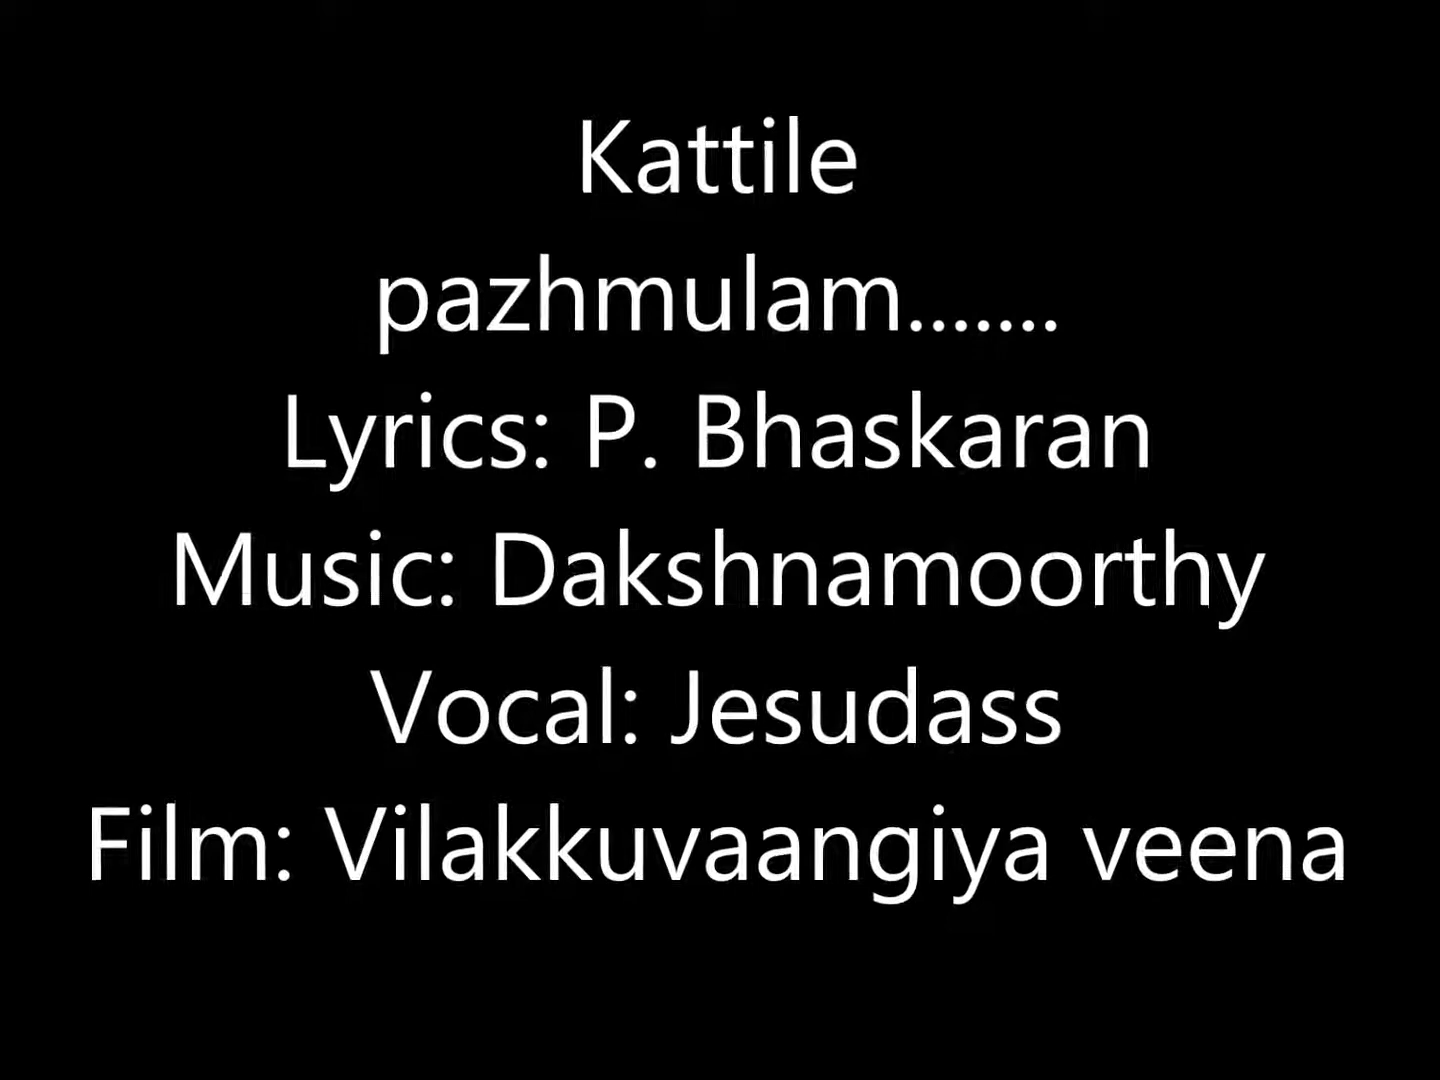 Kattile
pazhmulam.......
Lyrics: P. Bhaskaran
Music: Dakshnamoorthy
Vocal: Jesudass
Film: Vilakkuvaangiya veena